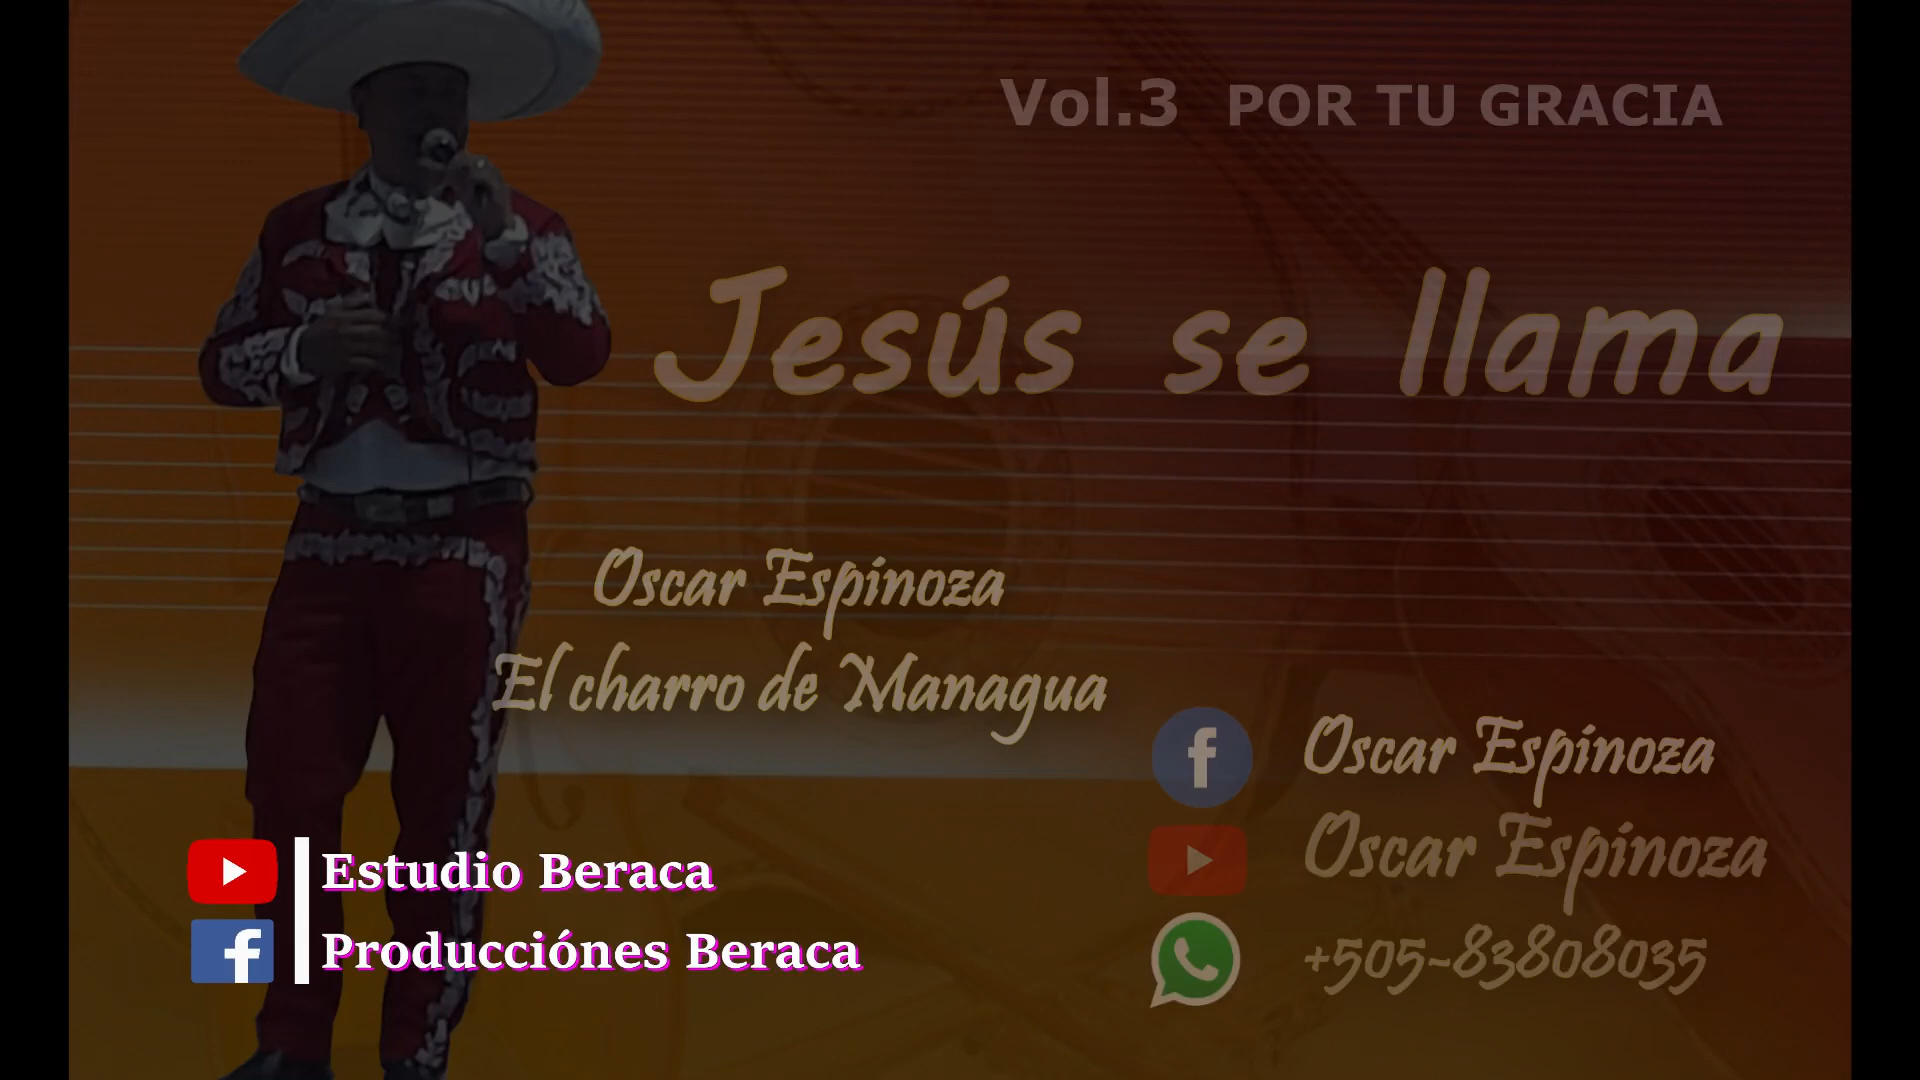 Vol.3 POR TU GRACIA
Jesús se llama
Oscar Espinoza
El charro de Managua
Oscar Espinoza
Oscar Espinoza
+505-83808035
Estudio Beraca
Producciónes Beraca